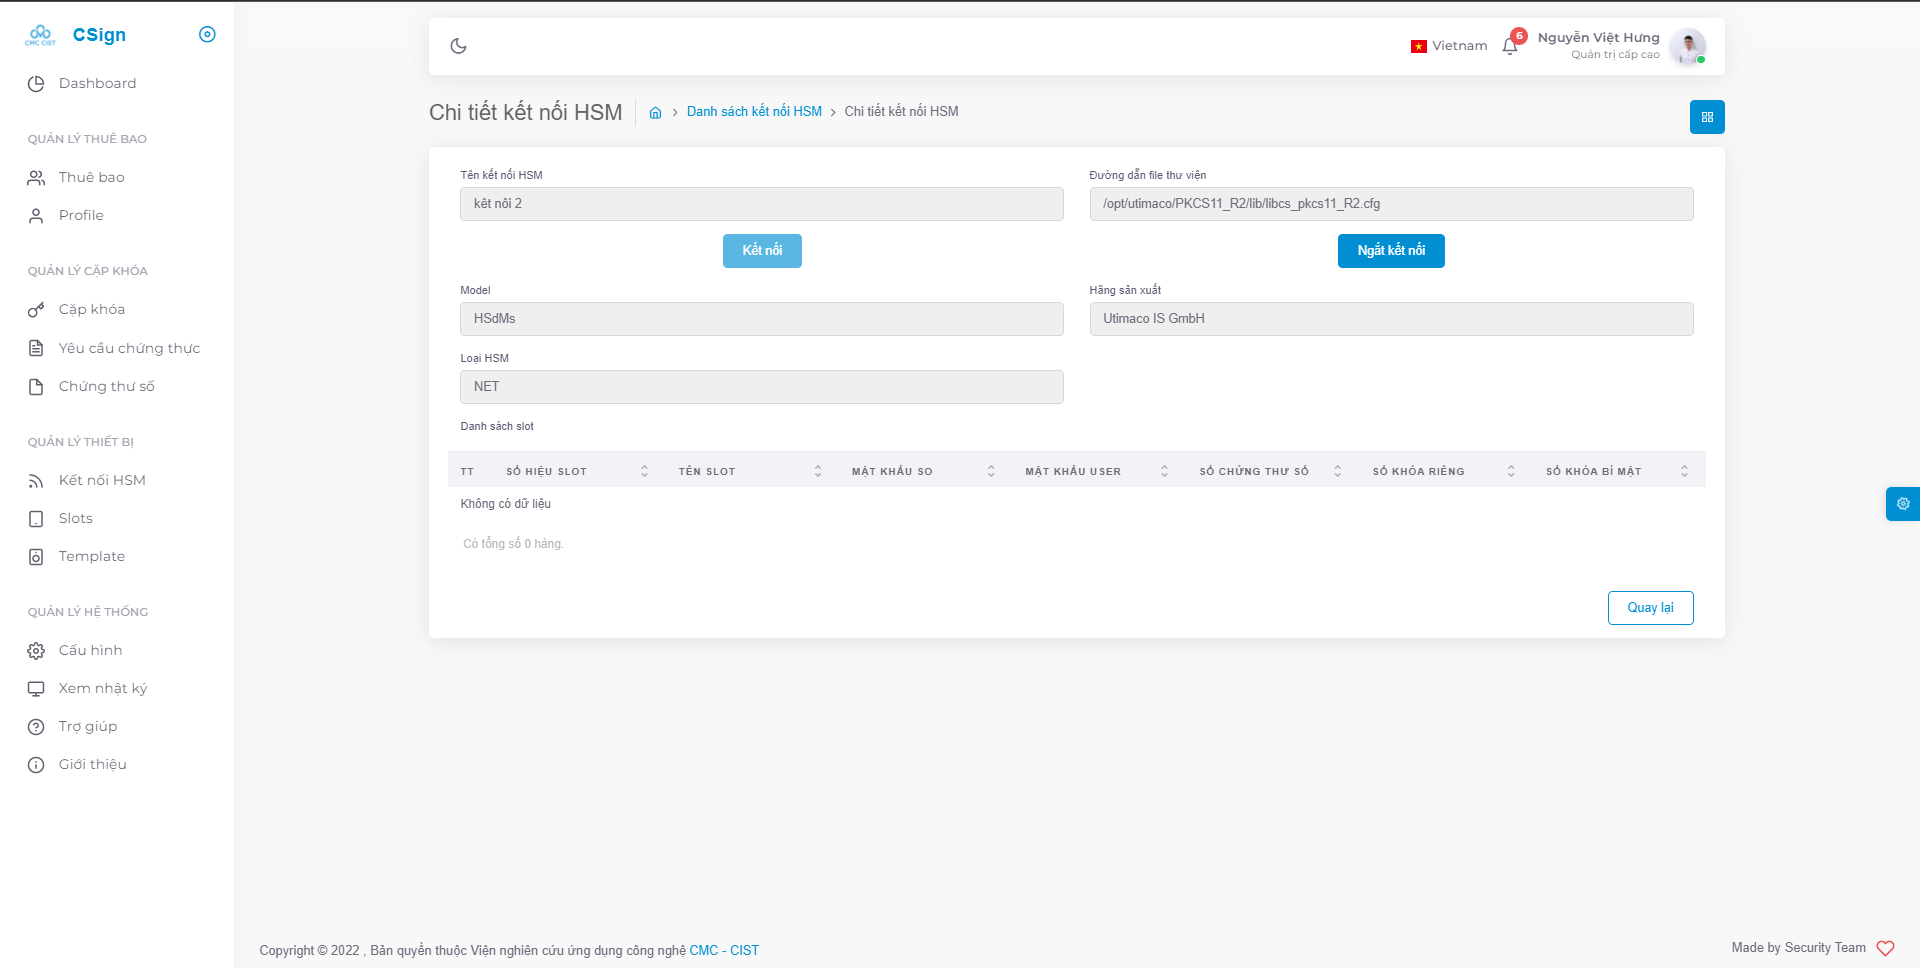 CMC CIST
CSign
Dashboard
QUẢN LÝ THUÊ BAO
Thuê bao
Profile
QUẢN LÝ CẶP KHÓA
Cặp khóa
Yêu cầu chứng thực
Chứng thư số
QUẢN LÝ THIẾT BỊ
Kết nối HSM
Slots
Template
QUẢN LÝ HỆ THỐNG
Cấu hình
Xem nhật ký
Trợ giúp
Giới thiệu
Vietnam
6
Nguyễn Việt Hưng
Quản trị cấp cao
Chi tiết kết nối HSM
Danh sách kết nối HSM
Chi tiết kết nối HSM
Tên kết nối HSM
kết nối 2
Đường dẫn file thư viện
/opt/utimaco/PKCS11_R2/lib/libcs_pkcs11_R2.cfg
Kết nối
Ngắt kết nối
Model
HSdMs
Hãng sản xuất
Utimaco IS GmbH
Loại HSM
NET
Danh sách slot
TT SỐ HIỆU SLOT TÊN SLOT MẬT KHẨU SO MẬT KHẨU USER SỐ CHỨNG THƯ SỐ SỐ KHÓA RIÊNG SỐ KHÓA BÍ MẬT
Không có dữ liệu
Có tổng số 0 hàng.
Quay lại
Copyright © 2022 , Bản quyền thuộc Viện nghiên cứu ứng dụng công nghệ CMC - CIST
Made by Security Team